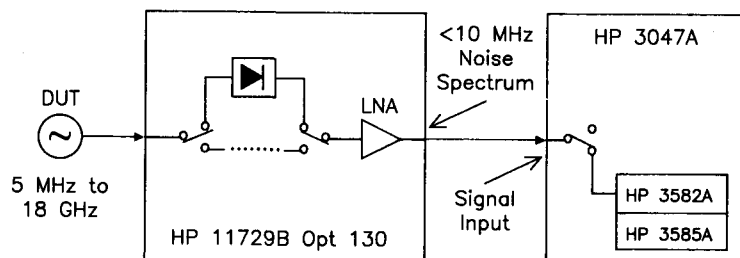 DUT
5 MHz to
18 GHz
LNA
HP 11729B Opt 130
<10 MHz
Noise
Spectrum
Signal
Input
HP 3047A
HP 3582A
HP 3585A